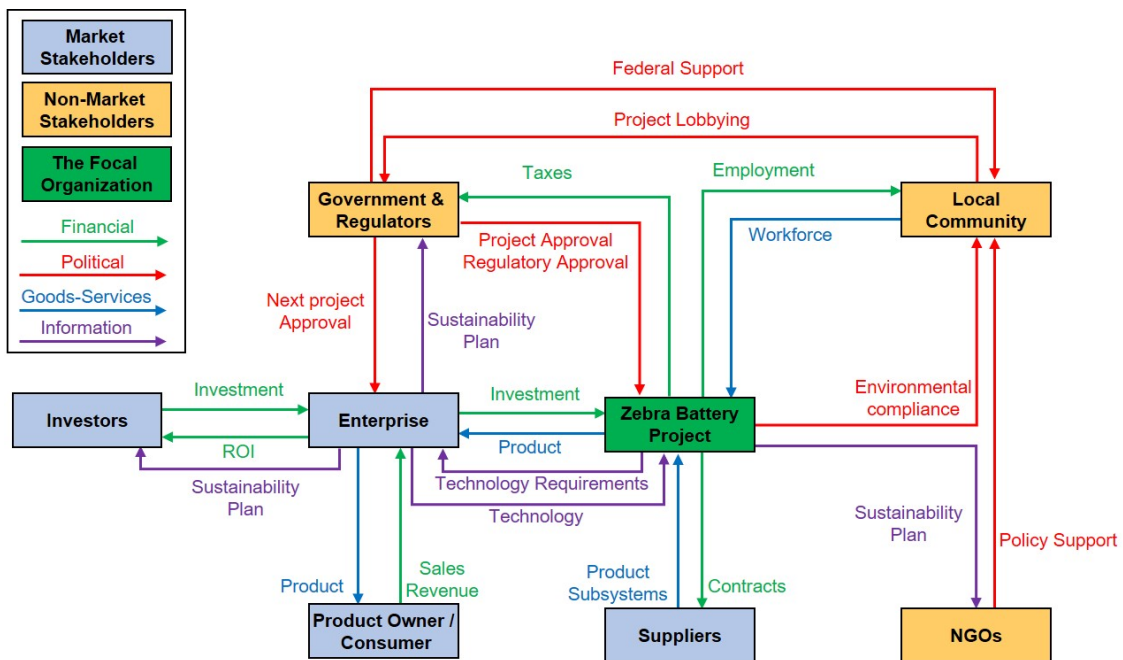 Market
Stakeholders
Non-Market
Stakeholders
The Focal
Organization
Financial
Political
Goods-Services
Information
Federal Support
Project Lobbying
Taxes
Employment
Government &
Regulators
Local
Community
Project Approval
Regulatory Approval
Workforce
Next project
Approval
Sustainability
Plan
Investment
Investment
Environmental
compliance
Investors
Enterprise
Zebra Battery
Project
ROI
Product
Sustainability
Plan
Technology Requirements
Technology
Sustainability
Plan
Policy Support
Product
Sales
Revenue
Product
Subsystems
Contracts
Product Owner /
Consumer
Suppliers
NGOs